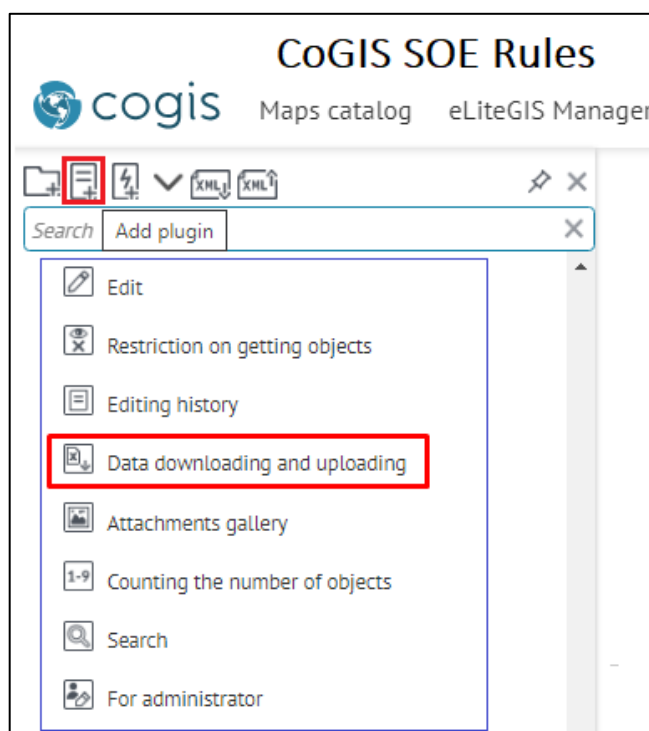 CoGIS SOE Rules
cogis Maps catalog eLiteGIS Manager
XML XML
Search Add plugin
Edit
Restriction on getting objects
Editing history
Data downloading and uploading
Attachments gallery
1-9 Counting the number of objects
Search
For administrator